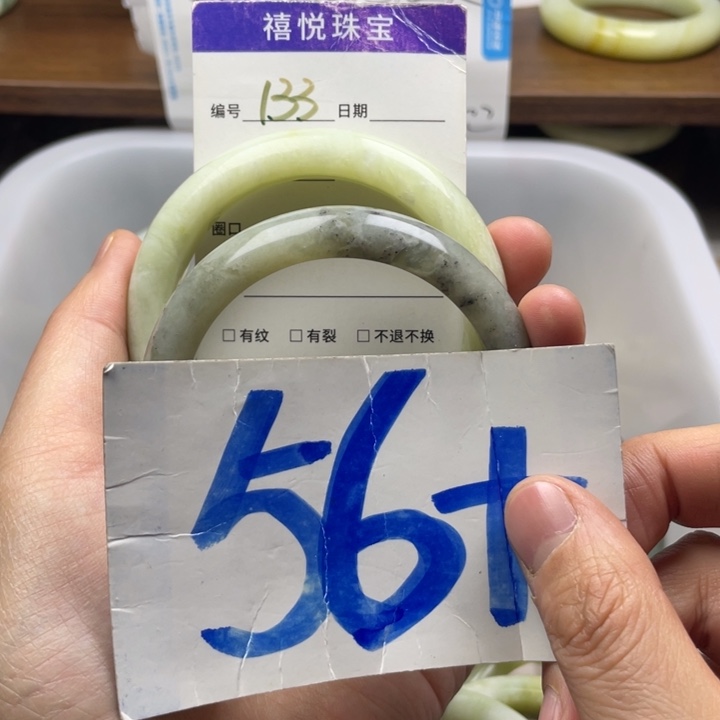 禧悦珠宝
编号 133 日期
圈口
□有纹 □有裂 □不退不换
56+